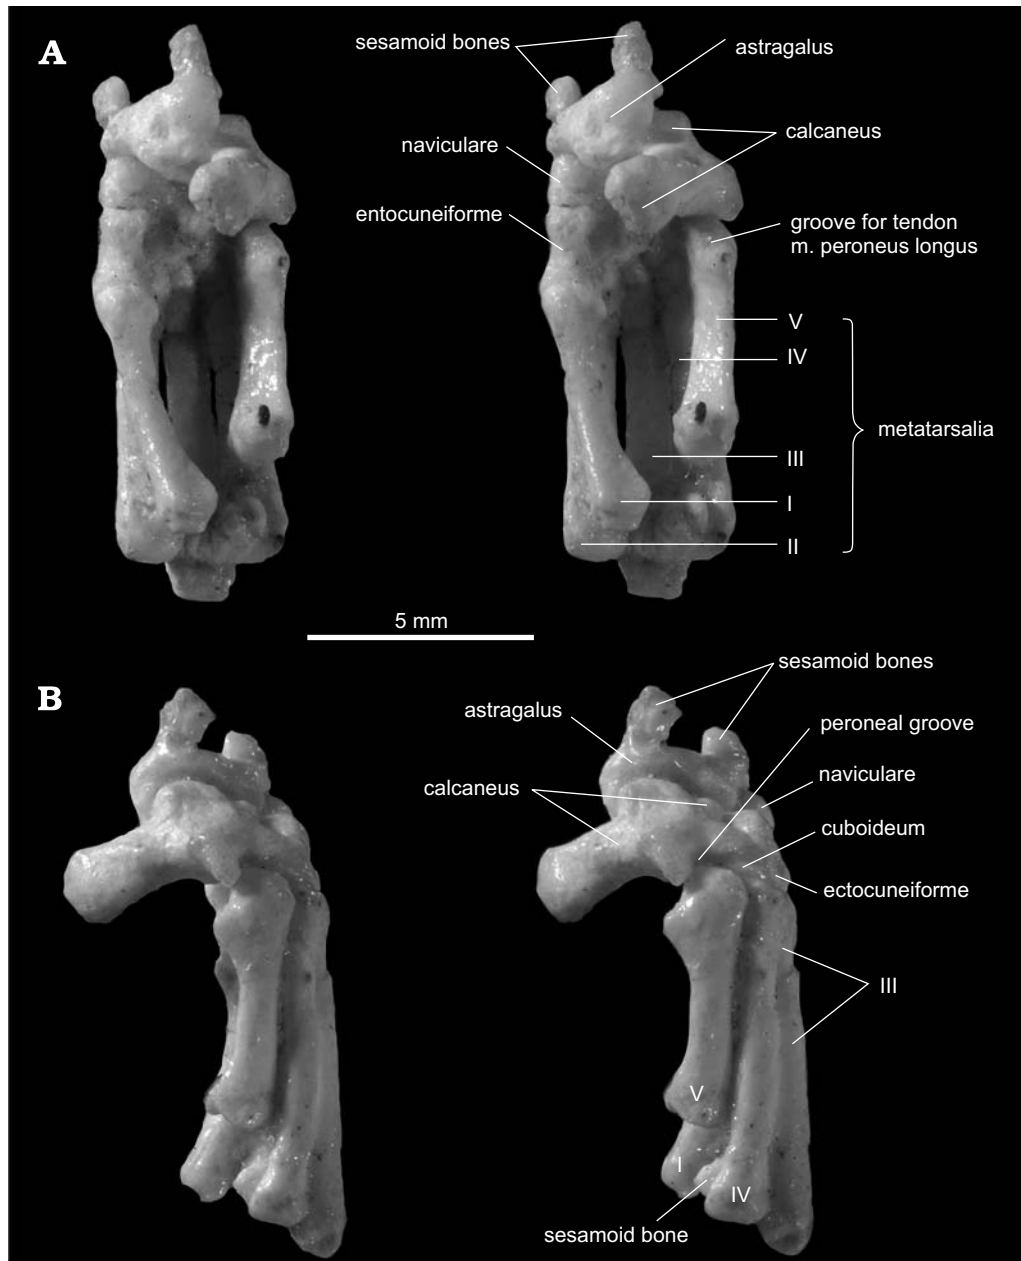 A
sesamoid bones
astragalus
calcaneus
naviculare
entocuneiforme
groove for tendon
m. peroneus longus
V
IV
metatarsalia
III
I
II
5 mm
B
sesamoid bones
astragalus
peroneal groove
calcaneus
naviculare
cuboideum
ectocuneiforme
III
V
I
IV
sesamoid bone